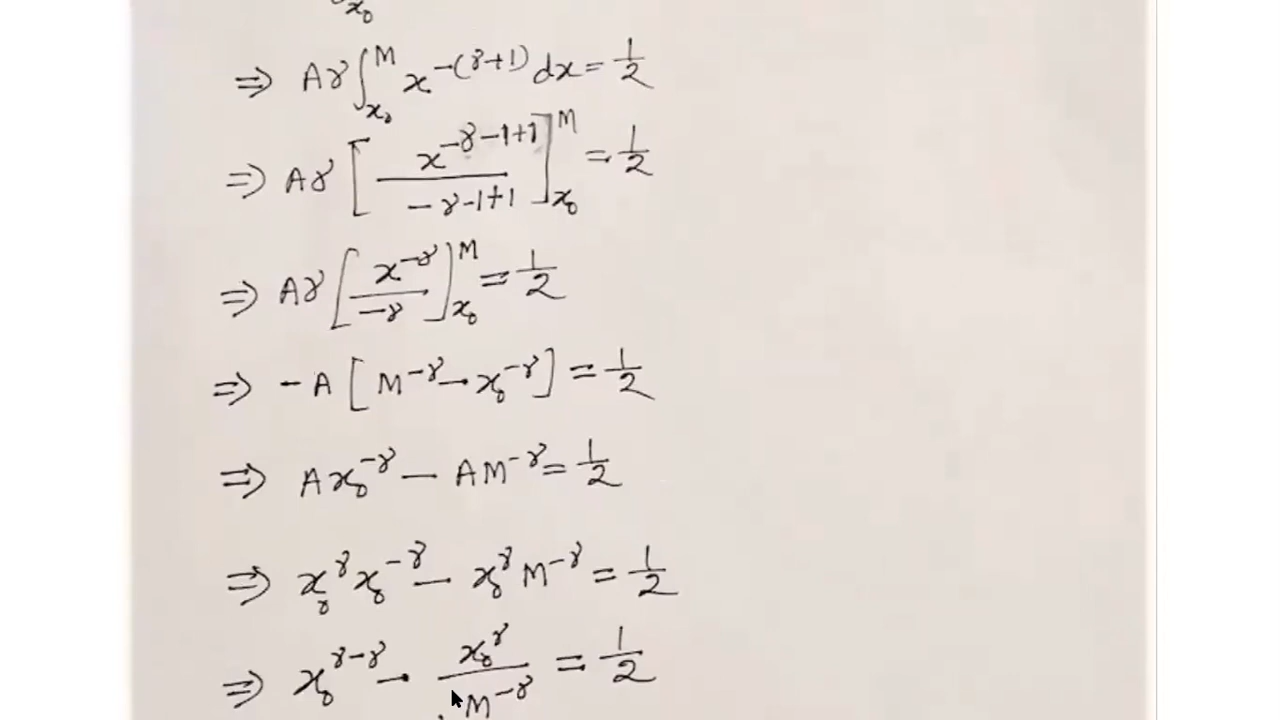 x₀
⇒ Aγ ∫_{x₀}^{M} x^{-(γ+1)} dx = 1/2
⇒ Aγ [ x^{-γ-1+1} / -γ-1+1 ]_{x₀}^{M} = 1/2
⇒ Aγ [ x^{-γ} / -γ ]_{x₀}^{M} = 1/2
⇒ -A [ M^{-γ} - x₀^{-γ} ] = 1/2
⇒ Ax₀^{-γ} - AM^{-γ} = 1/2
⇒ x₀^{γ} x₀^{-γ} - x₀^{γ} M^{-γ} = 1/2
⇒ x₀^{γ-γ} - x₀^{γ} / M^{-γ} = 1/2